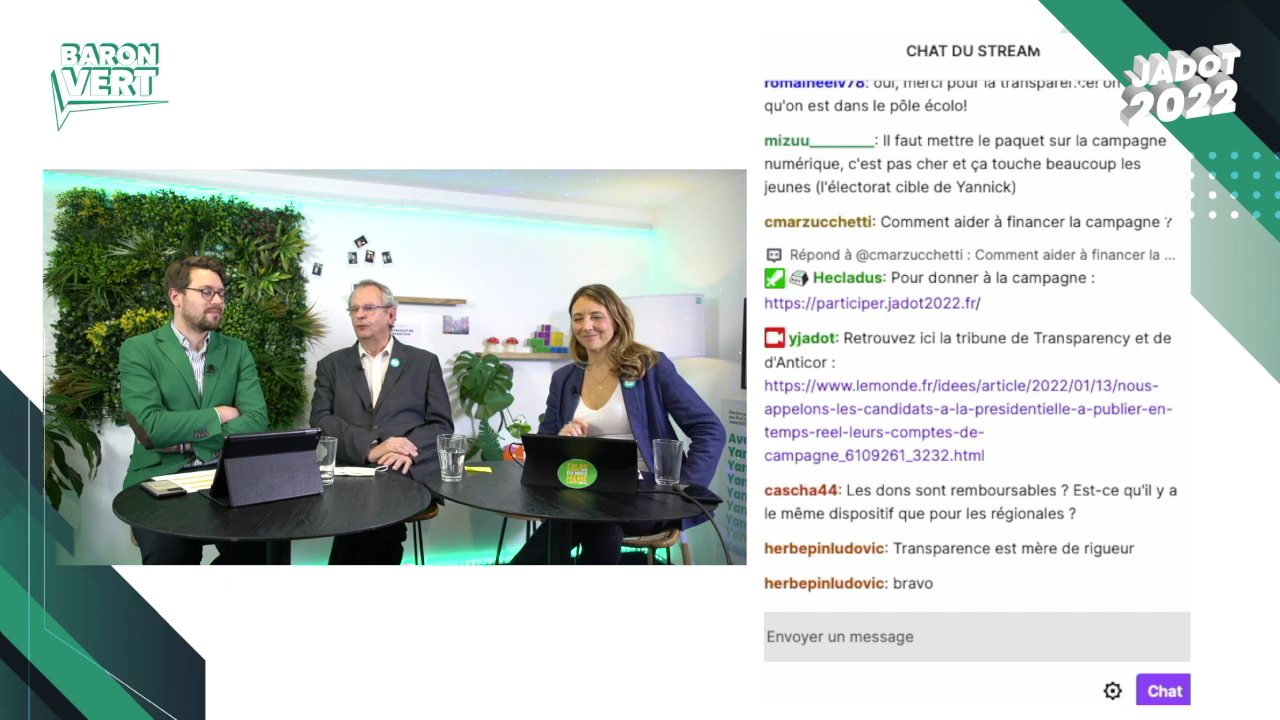 BARON
VERT
JADOT
2022
CHAT DU STREAM
romaineelv78: oui, merci pour la transparence! on
qu'on est dans le pôle écolo!
mizuu________: Il faut mettre le paquet sur la campagne
numérique, c'est pas cher et ça touche beaucoup les
jeunes (l'électorat cible de Yannick)
cmarzucchetti: Comment aider à financer la campagne ?
Répond à @cmarzucchetti : Comment aider à financer la ...
Hecladus: Pour donner à la campagne :
https://participer.jadot2022.fr/
yjadot: Retrouvez ici la tribune de Transparency et de
d'Anticor :
https://www.lemonde.fr/idees/article/2022/01/13/nous-
appelons-les-candidats-a-la-presidentielle-a-publier-en-
temps-reel-leurs-comptes-de-
campagne_6109261_3232.html
cascha44: Les dons sont remboursables ? Est-ce qu'il y a
le même dispositif que pour les régionales ?
herbepinludovic: Transparence est mère de rigueur
herbepinludovic: bravo
Envoyer un message
Chat